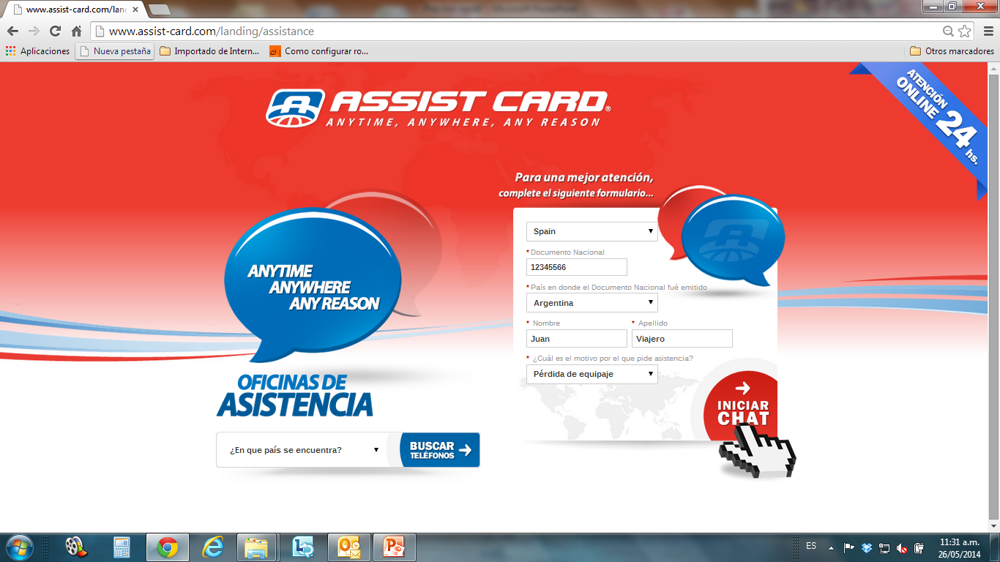 www.assist-card.com/land
www.assist-card.com/landing/assistance
Aplicaciones
Nueva pestaña
Importado de Intern...
Como configurar ro...
Otros marcadores
ASSIST CARD®
ANYTIME, ANYWHERE, ANY REASON
ATENCIÓN
ONLINE 24 hs.
Para una mejor atención,
complete el siguiente formulario...
ANYTIME
ANYWHERE
ANY REASON
OFICINAS DE
ASISTENCIA
¿En que país se encuentra?
BUSCAR
TELÉFONOS
Spain
* Documento Nacional
12345566
* País en donde el Documento Nacional fué emitido
Argentina
* Nombre
* Apellido
Juan
Viajero
* ¿Cuál es el motivo por el que pide asistencia?
Pérdida de equipaje
INICIAR
CHAT
ES
11:31 a.m.
26/05/2014